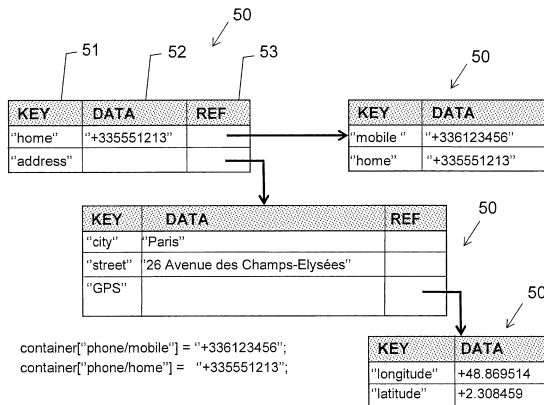 50
51 52 53
50
KEY DATA REF
"home" "+335551213"
"address"
KEY DATA
"mobile " "+336123456"
"home" "+335551213"
KEY DATA REF
"city" "Paris"
"street" "26 Avenue des Champs-Elysées"
"GPS"
50
50
container["phone/mobile"] = "+336123456";
container["phone/home"] = "+335551213";
KEY DATA
"longitude" +48.869514
"latitude" +2.308459